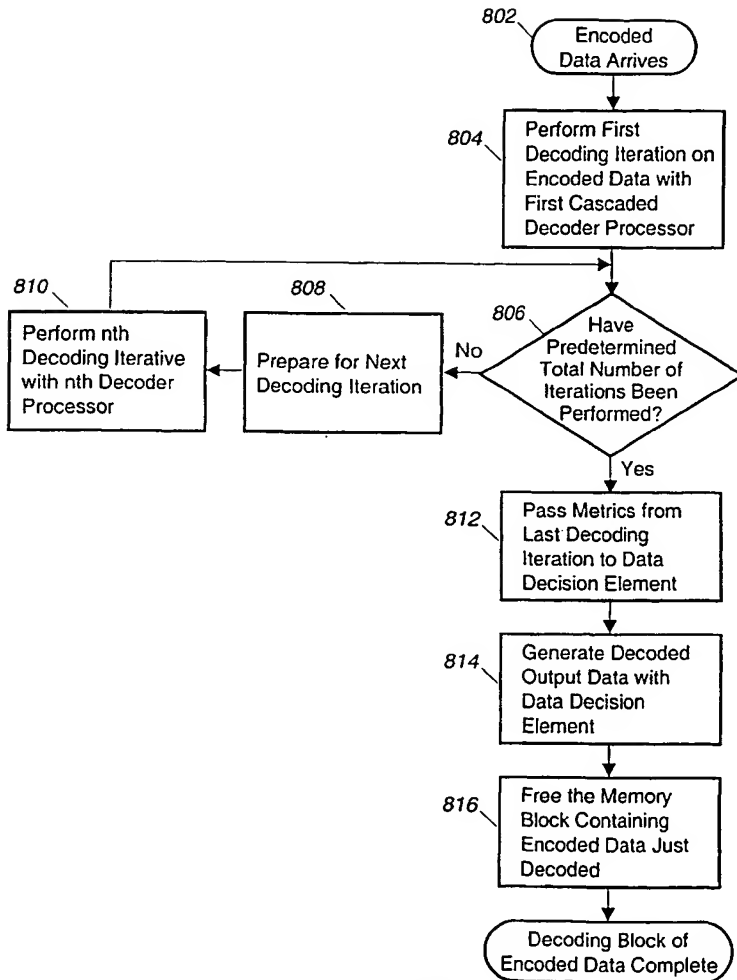 802
Encoded
Data Arrives
804
Perform First
Decoding Iteration on
Encoded Data with
First Cascaded
Decoder Processor
810
Perform nth
Decoding Iterative
with nth Decoder
Processor
808
Prepare for Next
Decoding Iteration
No
806
Have
Predetermined
Total Number of
Iterations Been
Performed?
Yes
812
Pass Metrics from
Last Decoding
Iteration to Data
Decision Element
814
Generate Decoded
Output Data with
Data Decision
Element
816
Free the Memory
Block Containing
Encoded Data Just
Decoded
Decoding Block of
Encoded Data Complete